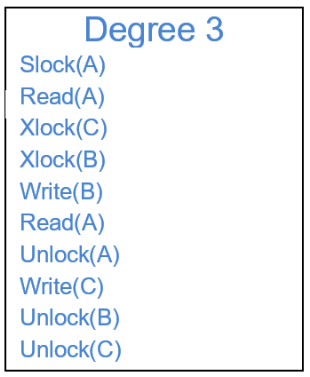 Degree 3
Slock(A)
Read(A)
Xlock(C)
Xlock(B)
Write(B)
Read(A)
Unlock(A)
Write(C)
Unlock(B)
Unlock(C)